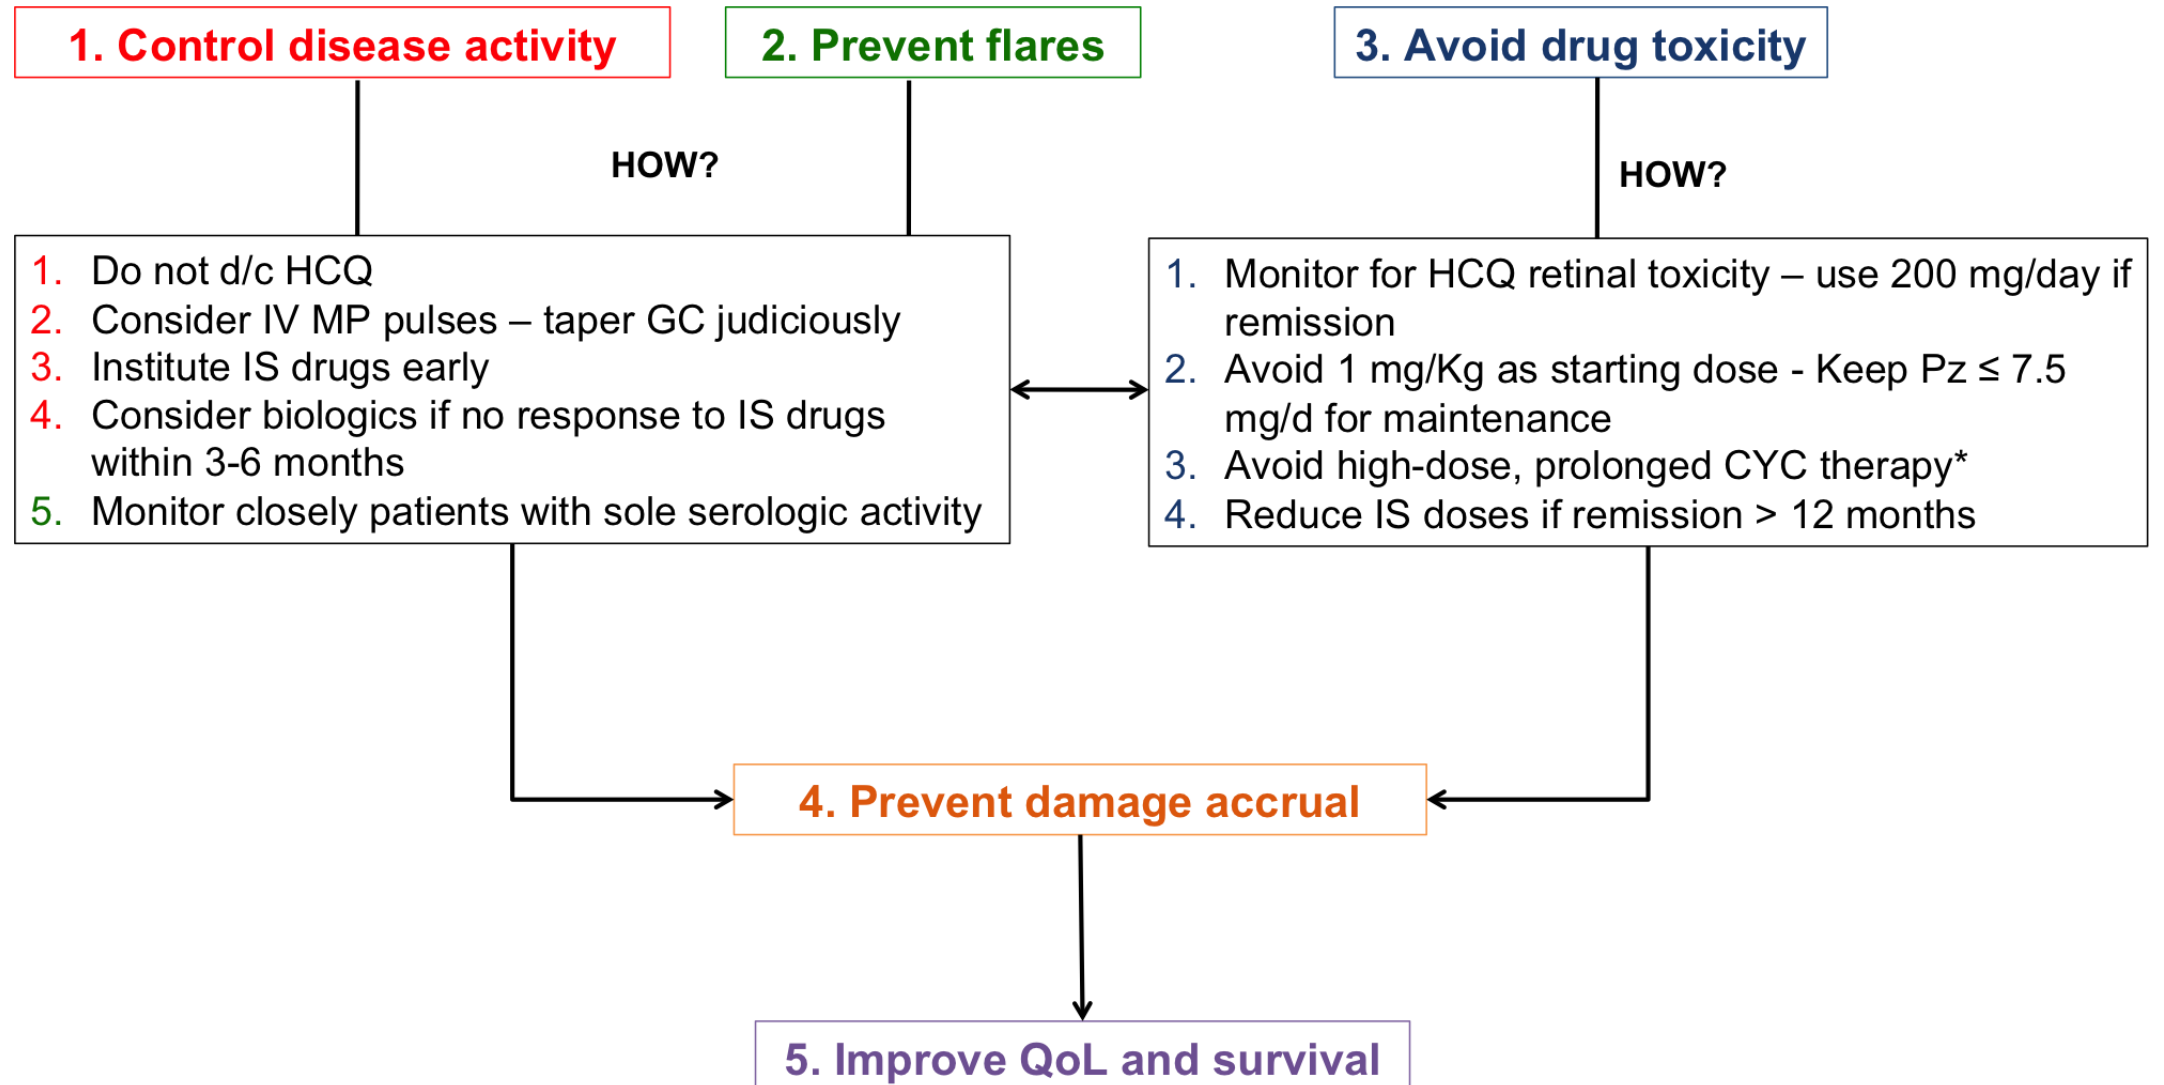 1. Control disease activity
2. Prevent flares
3. Avoid drug toxicity
HOW?
HOW?
1. Do not d/c HCQ
2. Consider IV MP pulses – taper GC judiciously
3. Institute IS drugs early
4. Consider biologics if no response to IS drugs
within 3-6 months
5. Monitor closely patients with sole serologic activity
1. Monitor for HCQ retinal toxicity – use 200 mg/day if
remission
2. Avoid 1 mg/Kg as starting dose - Keep Pz ≤ 7.5
mg/d for maintenance
3. Avoid high-dose, prolonged CYC therapy*
4. Reduce IS doses if remission > 12 months
4. Prevent damage accrual
5. Improve QoL and survival